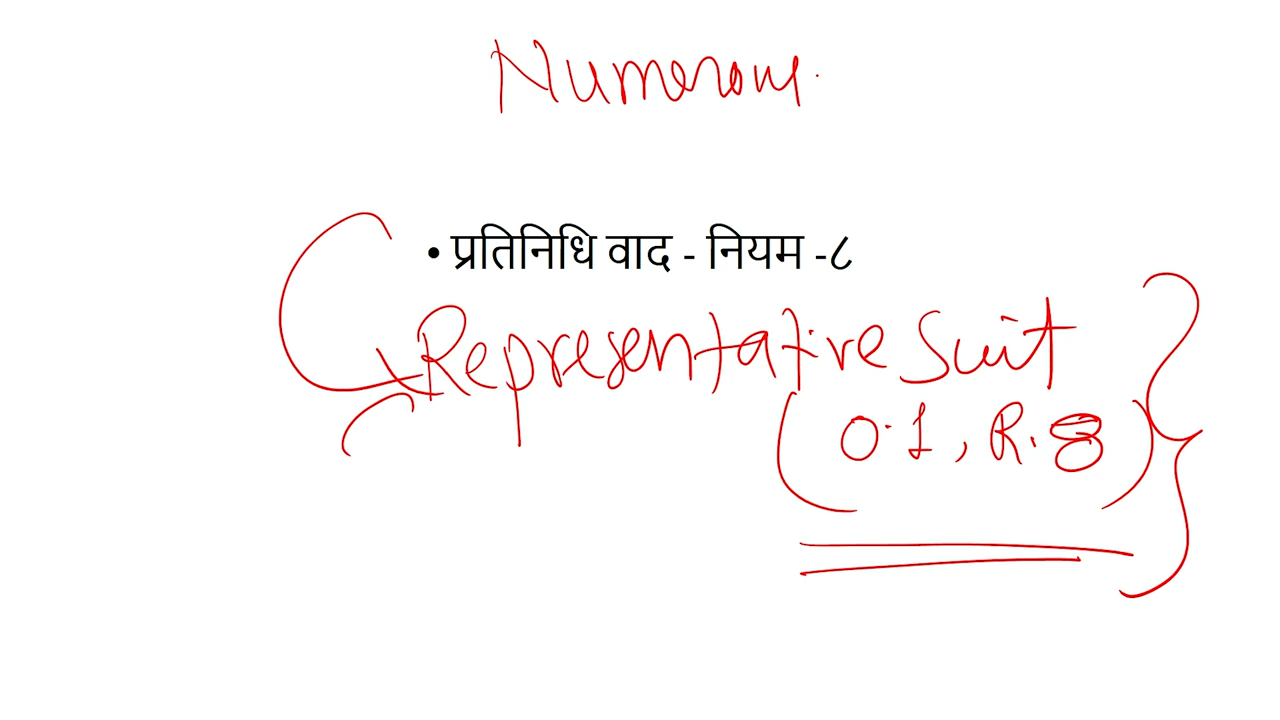 Numerous.
• प्रतिनिधि वाद - नियम -८
Representative Suit
(O.1, R.8)